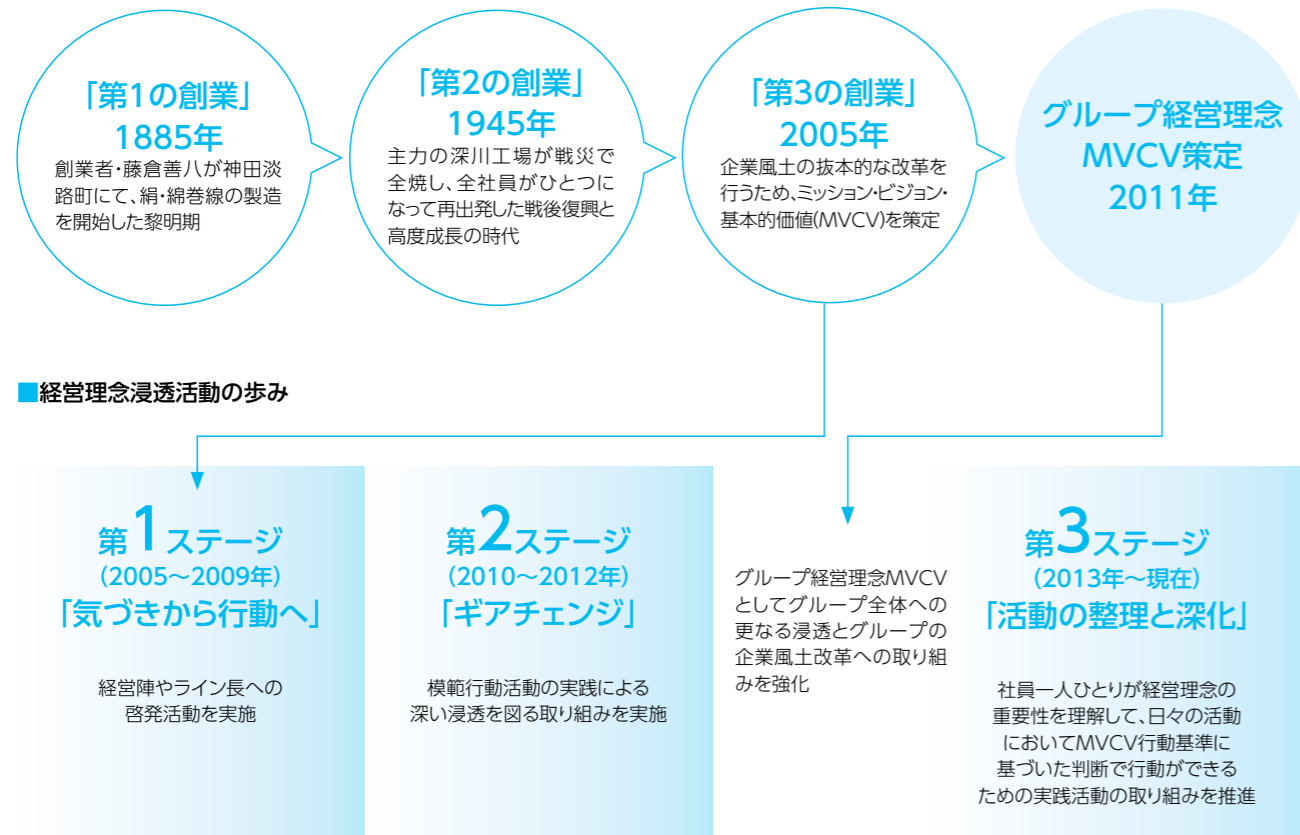 「第1の創業」
1885年
創業者・藤倉善八が神田淡
路町にて、絹・綿巻線の製造
を開始した黎明期
「第2の創業」
1945年
主力の深川工場が戦災で
全焼し、全社員がひとつに
なって再出発した戦後復興と
高度成長の時代
「第3の創業」
2005年
企業風土の抜本的な改革を
行うため、ミッション・ビジョン・
基本的価値(MVCV)を策定
グループ経営理念
MVCV策定
2011年
■経営理念浸透活動の歩み
第1ステージ
(2005〜2009年)
「気づきから行動へ」
経営陣やライン長への
啓発活動を実施
第2ステージ
(2010〜2012年)
「ギアチェンジ」
模範行動活動の実践による
深い浸透を図る取り組みを実施
グループ経営理念MVCV
としてグループ全体への
更なる浸透とグループの
企業風土改革への取り組
みを強化
第3ステージ
(2013年〜現在)
「活動の整理と深化」
社員一人ひとりが経営理念の
重要性を理解して、日々の活動
においてMVCV行動基準に
基づいた判断で行動ができる
ための実践活動の取り組みを推進